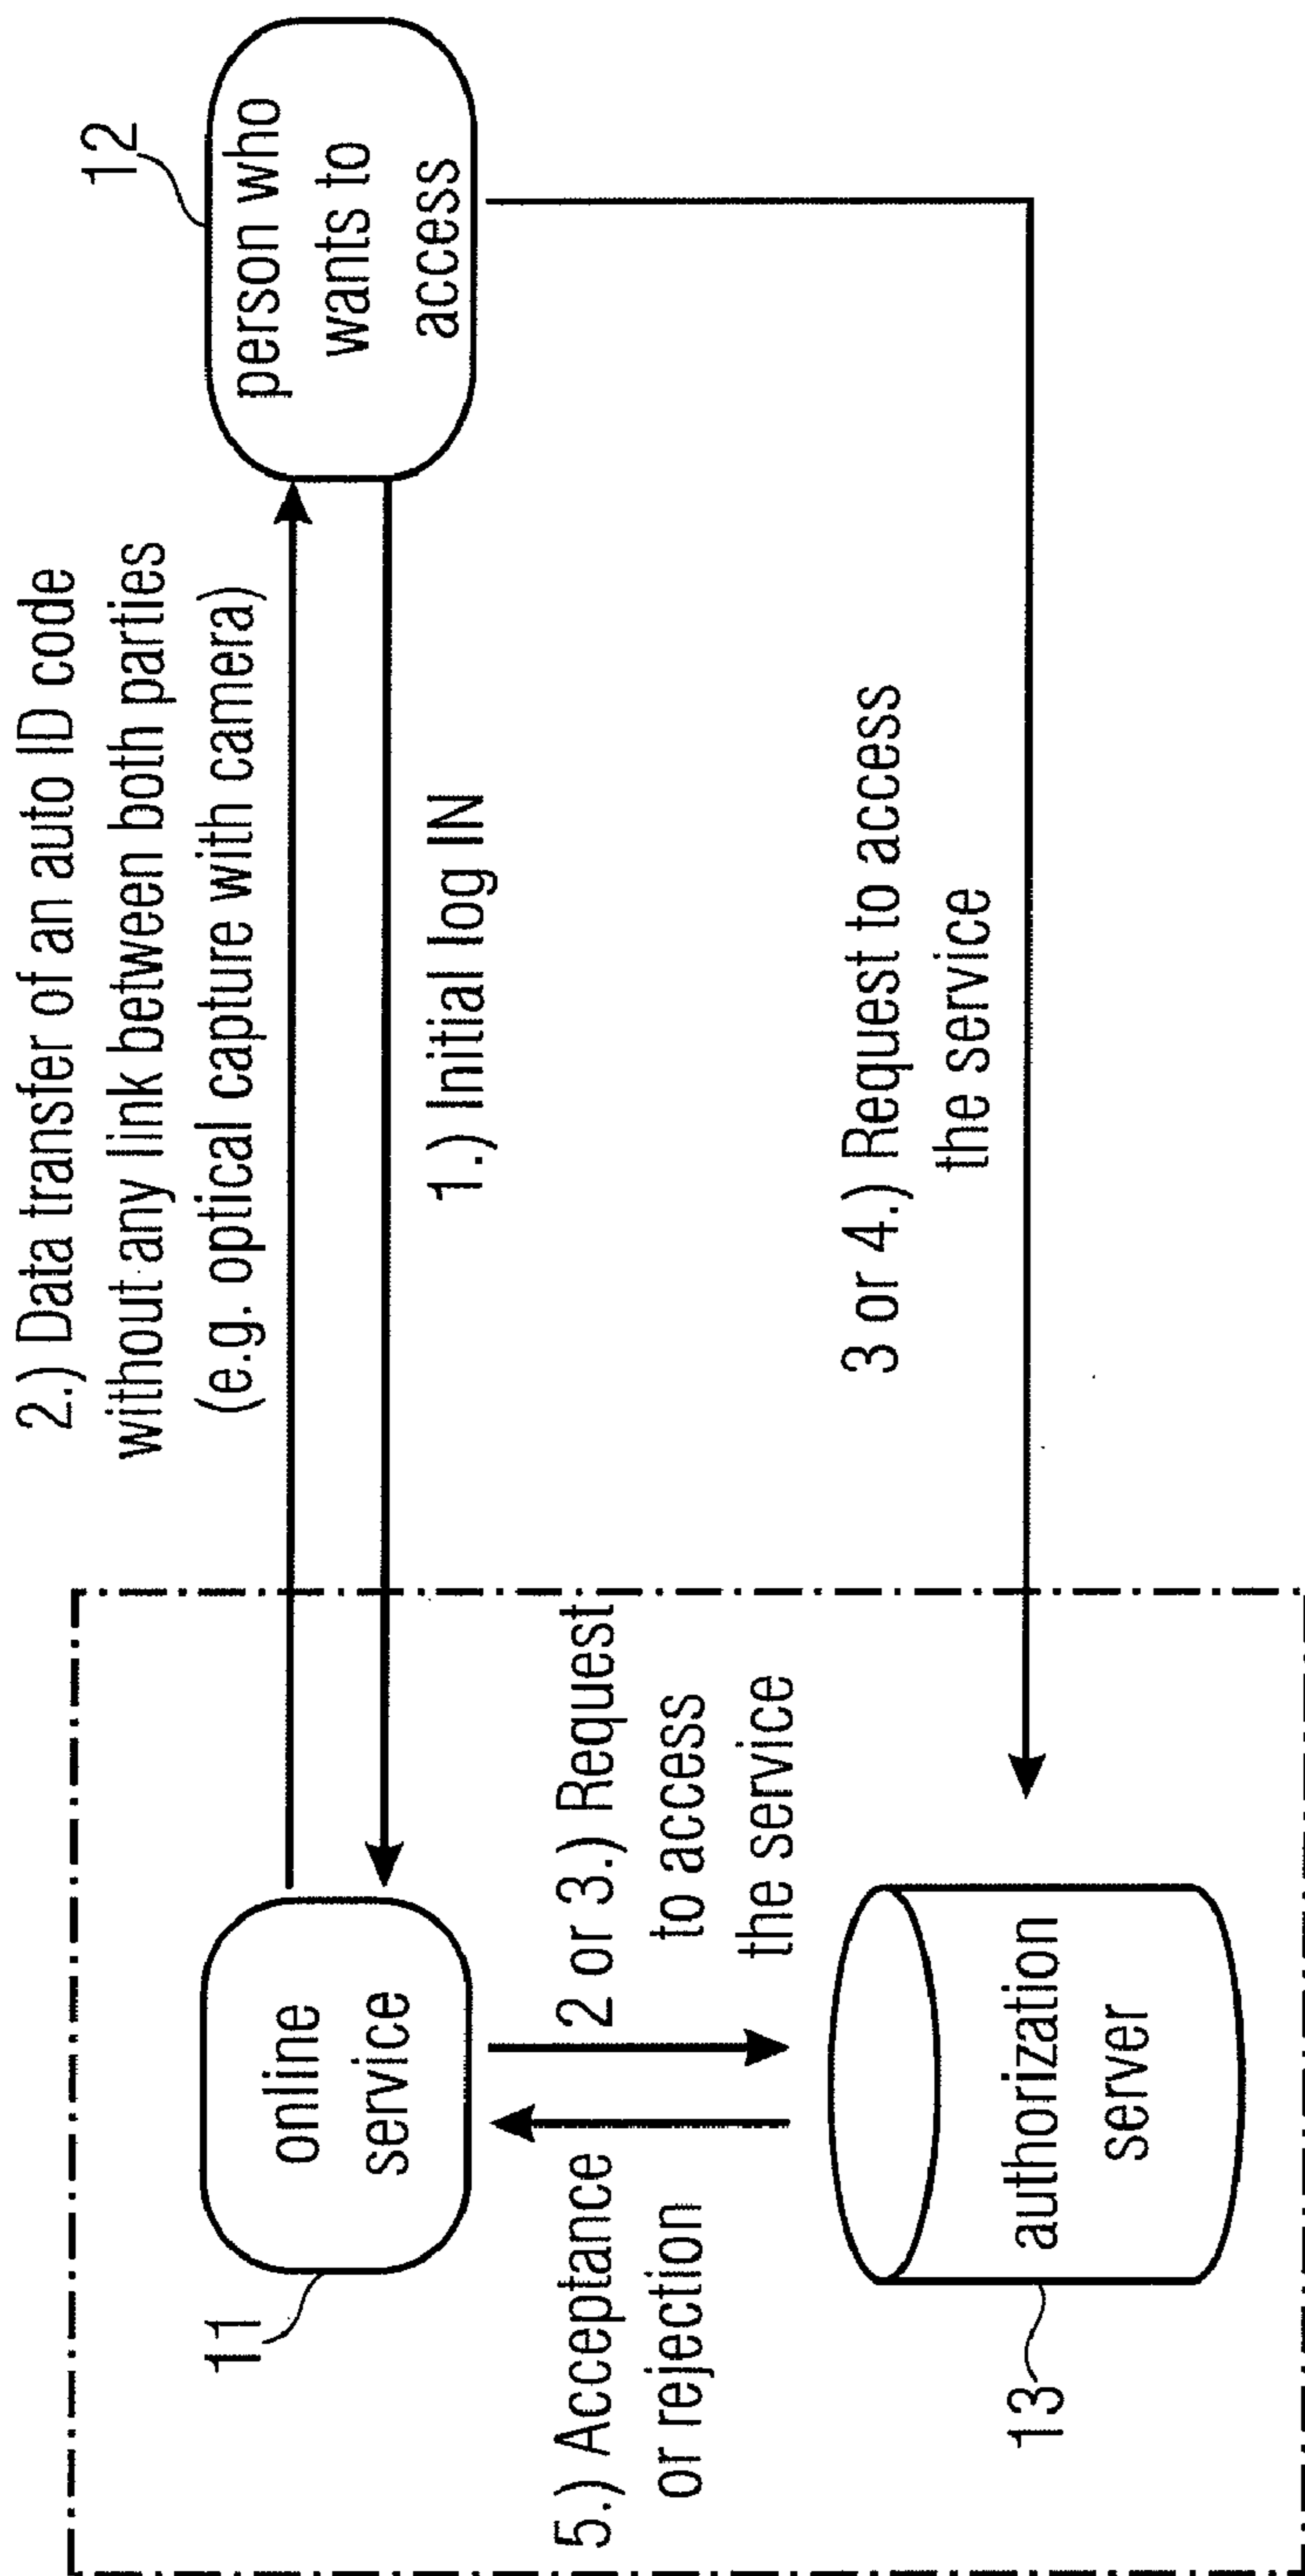 2.) Data transfer of an auto ID code
without any link between both parties
(e.g. optical capture with camera)
12
person who
wants to
access
1.) Initial log IN
11
online
service
2 or 3.) Request
to access
the service
3 or 4.) Request to access
the service
5.) Acceptance
or rejection
13
authorization
server